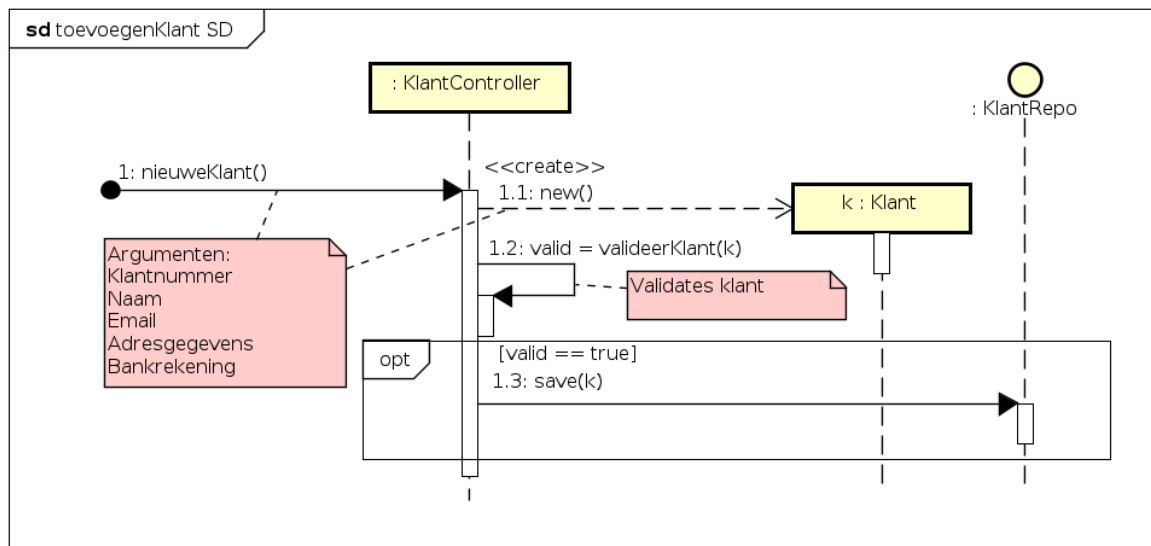 sd toevoegenKlant SD
: KlantController
: KlantRepo
1: nieuweKlant()
<<create>>
1.1: new()
k : Klant
Argumenten:
Klantnummer
Naam
Email
Adresgegevens
Bankrekening
1.2: valid = valideerKlant(k)
Validates klant
opt
[valid == true]
1.3: save(k)